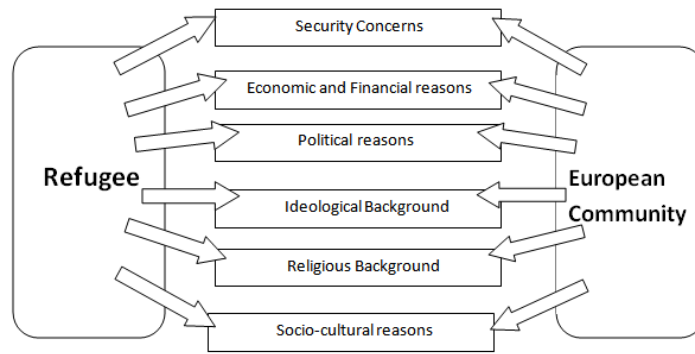 Security Concerns
Economic and Financial reasons
Political reasons
Refugee
European
Community
Ideological Background
Religious Background
Socio-cultural reasons